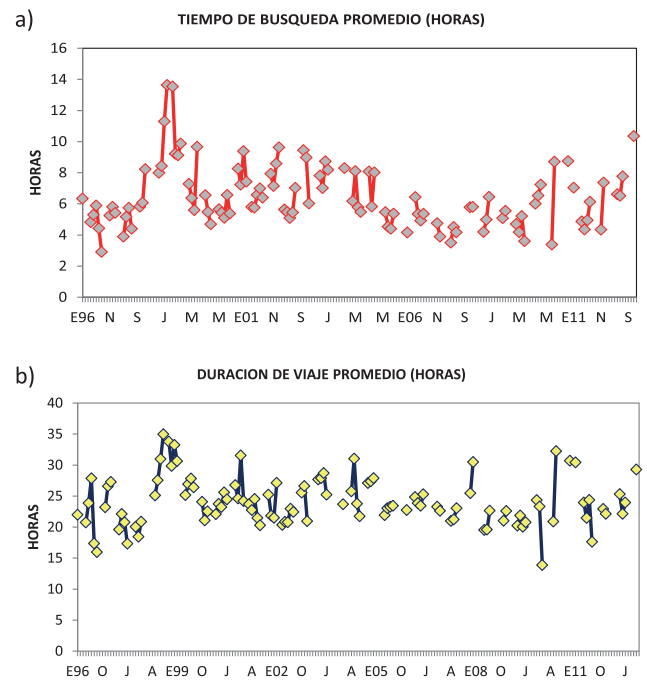 a)
TIEMPO DE BUSQUEDA PROMEDIO (HORAS)
16
14
12
10
8
6
4
2
0
HORAS
E96 N S J M M E01 N S J M M E06 N S J M M E11 N S
b)
DURACION DE VIAJE PROMEDIO (HORAS)
40
35
30
25
20
15
10
5
0
HORAS
E96 O J A E99 O J A E02 O J A E05 O J A E08 O J A E11 O J